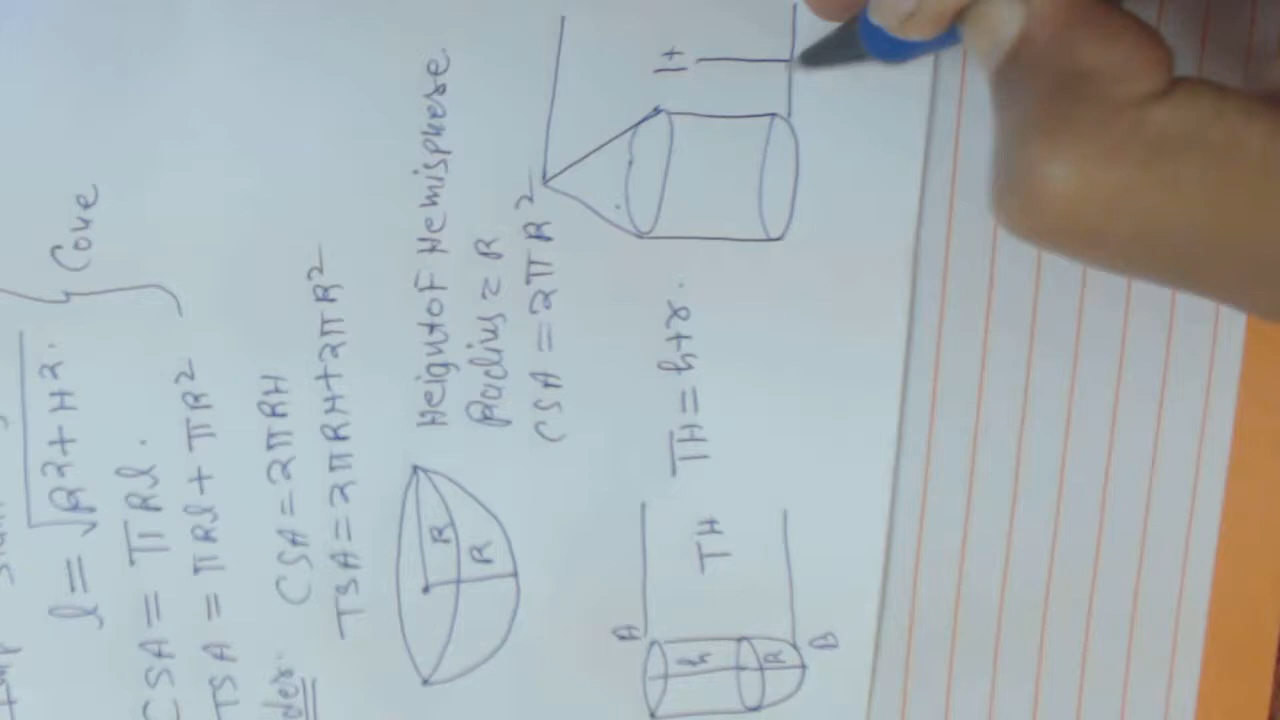 l = √R²+H².
CSA = πRl.
TSA = πRl + πR²
} Cone
CSA = 2πRH
TSA = 2πRH+2πR²
R
R
Height of Hemisphere
Radius = R
CSA = 2πR²
A
h
R
B
TH
TH = h+r.
H